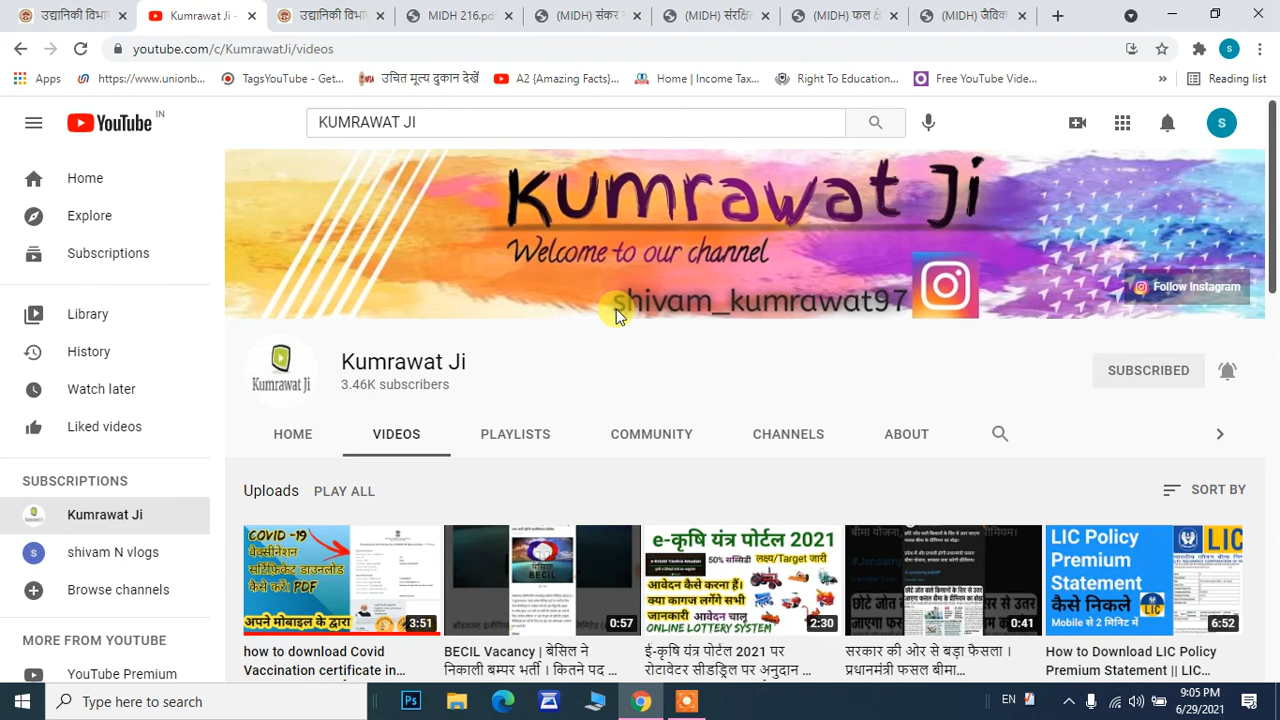 उद्यानिकी विभाग
Kumrawat Ji -
उद्यानिकी विभाग
MIDH 216.pdf
(MIDH) संकर स
(MIDH) संक्षिप्त
(MIDH) फल क्षे
(MIDH) जैविक
youtube.com/c/KumrawatJi/videos
Apps
https://www.unionb...
TagsYouTube - Get...
उचित मूल्य दुकान देखें
A2 {Amazing Facts}...
Home | Income Tax...
Right To Education...
Free YouTube Vide...
»
Reading list
YouTube IN
KUMRAWAT JI
S
Home
Explore
Subscriptions
Library
History
Watch later
Liked videos
SUBSCRIPTIONS
Kumrawat Ji
shivam N vlogs
Browse channels
MORE FROM YOUTUBE
YouTube Premium
Kumrawat Ji
Welcome to our channel
shivam_kumrawat97
Follow Instagram
Kumrawat Ji
3.46K subscribers
SUBSCRIBED
HOME
VIDEOS
PLAYLISTS
COMMUNITY
CHANNELS
ABOUT
Uploads
PLAY ALL
SORT BY
COVID -19
वैक्सीनेशन
अपने मोबाइल के द्वारा
3:51
0:57
e-कृषि यंत्र पोर्टल 2021
आवेदन कैसे करना है।
ONLINE LOTTERY SYSTEM
2:30
0:41
LIC Policy
Premium
Statement
कैसे निकले
Mobile से 2 मिनिट में
LIC
6:52
how to download Covid
Vaccination certificate in...
BECIL Vacancy | बेसिल ने
निकाली बम्पर भर्ती । कितने पद...
ई-कृषि यंत्र पोर्टल 2021 पर
रोटावेटर सीडड्रिल पर अनुदान...
सरकार की ओर से बड़ा फैसला ।
प्रधानमंत्री फसल बीमा...
How to Download LIC Policy
Premium Statement || LIC...
Type here to search
Ps
EN
9:05 PM
6/29/2021